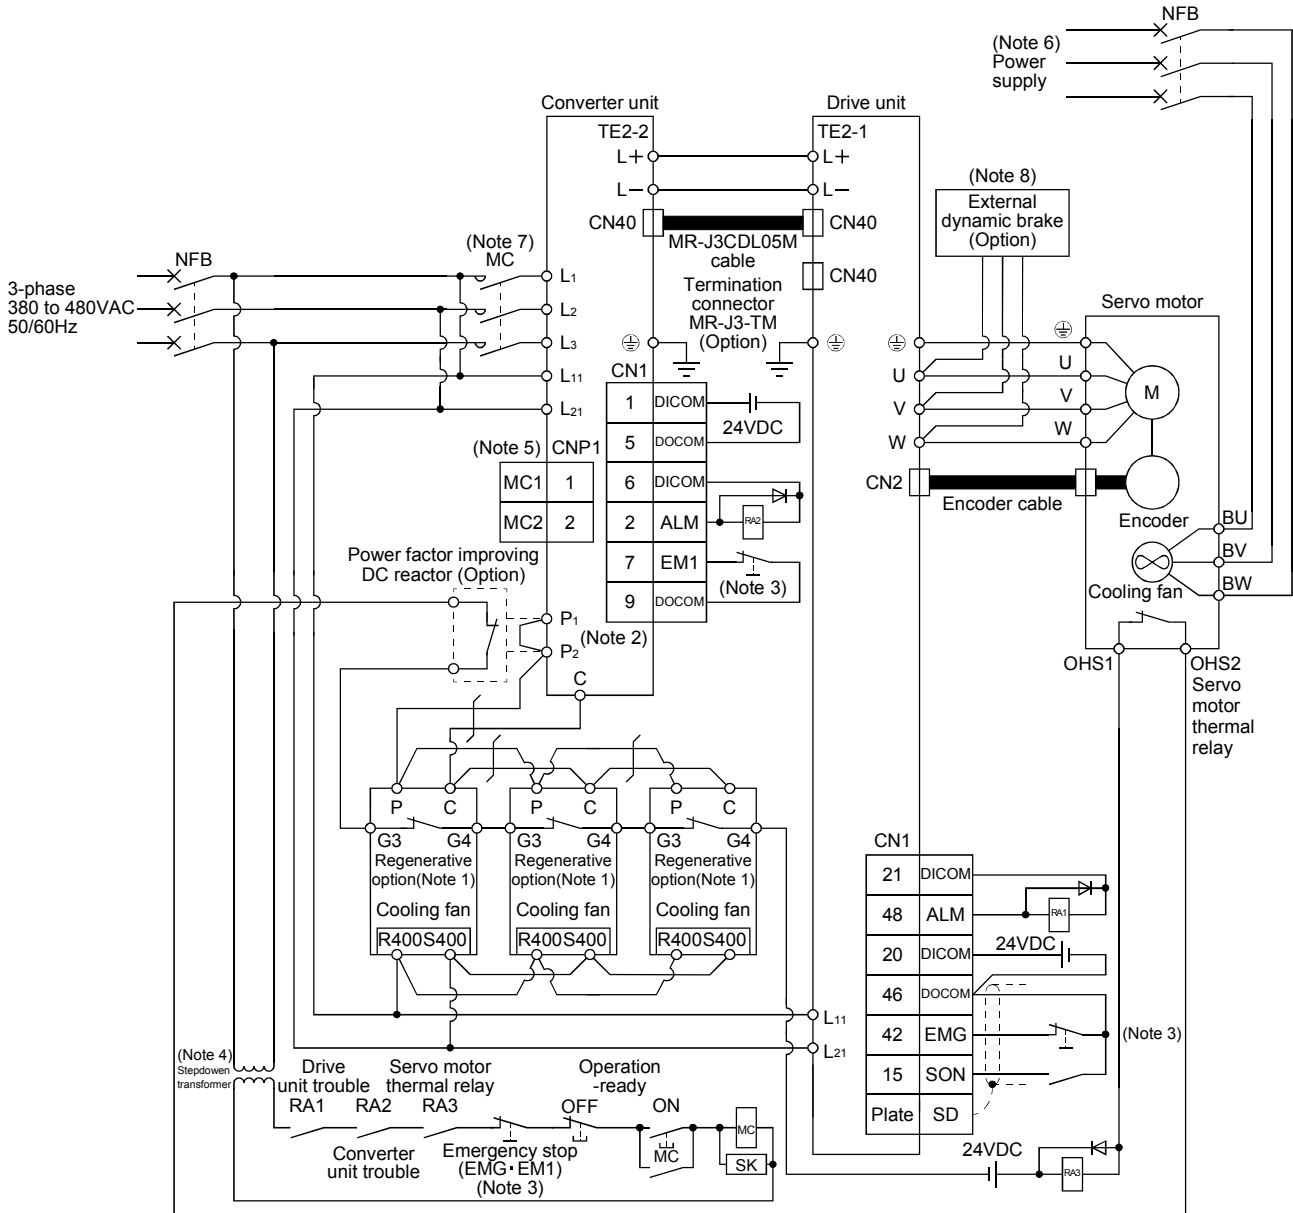 NFB
(Note 6)
Power
supply
Converter unit
Drive unit
TE2-2
TE2-1
L+
L+
L−
L−
CN40
CN40
MR-J3CDL05M
cable
CN40
Termination
connector
MR-J3-TM
(Option)
(Note 8)
External
dynamic brake
(Option)
NFB
(Note 7)
MC
3-phase
380 to 480VAC
50/60Hz
L1
L2
L3
L11
L21
Servo motor
U
V
W
U
V
W
M
CN2
Encoder cable
Encoder
CN1
1 DICOM
5 DOCOM
24VDC
6 DICOM
2 ALM
RA2
7 EM1
(Note 3)
9 DOCOM
(Note 2)
(Note 5) CNP1
MC1 1
MC2 2
BU
BV
BW
Cooling fan
OHS1
OHS2
Servo
motor
thermal
relay
Power factor improving
DC reactor (Option)
P1
P2
C
P C P C P C
G3 G4 G3 G4 G3 G4
Regenerative
option(Note 1)
Regenerative
option(Note 1)
Regenerative
option(Note 1)
Cooling fan
Cooling fan
Cooling fan
R400S400
R400S400
R400S400
CN1
21 DICOM
48 ALM
RA1
20 DICOM
24VDC
46 DOCOM
42 EMG
(Note 3)
15 SON
Plate SD
L11
L21
(Note 4)
Stepdowen
transformer
Drive
unit trouble
RA1
RA2
Converter
unit trouble
Servo motor
thermal relay
RA3
Emergency stop
(EMG·EM1)
(Note 3)
Operation
-ready
OFF
ON
MC
MC
SK
24VDC
RA3